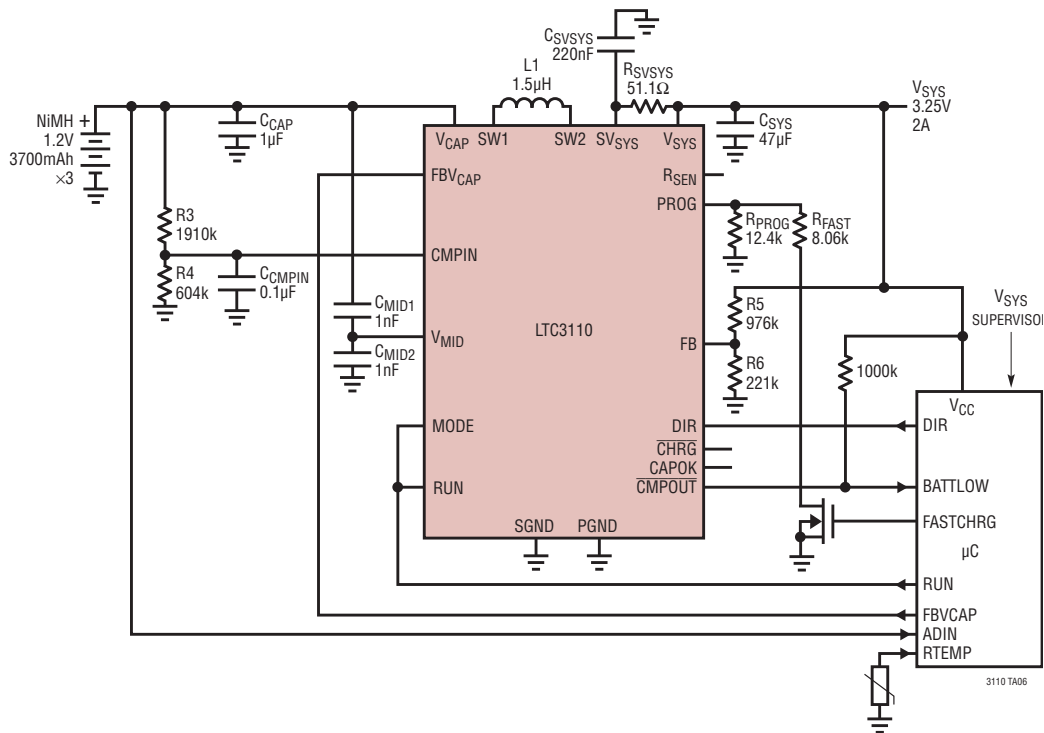 CSVSYS
220nF
L1
1.5µH
RSVSYS
51.1Ω
VSYS
3.25V
2A
NiMH +
1.2V
3700mAh
×3
CCAP
1µF
VCAP SW1 SW2 SVSYS VSYS
CSYS
47µF
FBVCAP
RSEN
PROG
R3
1910k
RPROG
12.4k
RFAST
8.06k
CMPIN
R4
604k
CCMPIN
0.1µF
CMID1
1nF
LTC3110
R5
976k
VSYS
SUPERVISOR
VMID
FB
CMID2
1nF
R6
221k
1000k
VCC
MODE
DIR
DIR
CHRG
CAPOK
RUN
CMPOUT
BATTLOW
FASTCHRG
SGND PGND
µC
RUN
FBVCAP
ADIN
RTEMP
3110 TA06